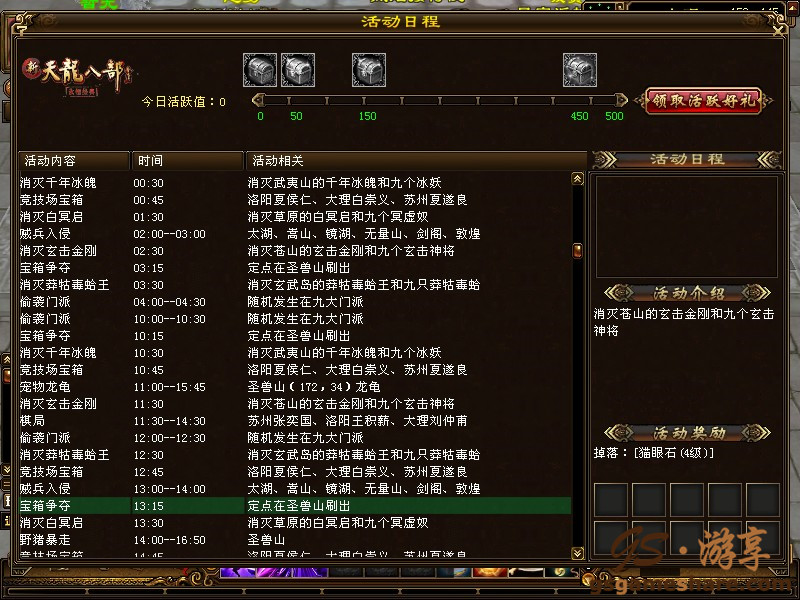 活动日程
新天龍八部
今日活跃值：0
0 50 150 450 500
领取活跃好礼
活动内容 时间 活动相关
消灭千年冰魄 00:30 消灭武夷山的千年冰魄和九个冰妖
竞技场宝箱 00:45 洛阳夏侯仁、大理白崇义、苏州夏遂良
消灭白冥启 01:30 消灭草原的白冥启和九个冥虚奴
贼兵入侵 02:00--03:00 太湖、嵩山、镜湖、无量山、剑阁、敦煌
消灭玄击金刚 02:30 消灭苍山的玄击金刚和九个玄击神将
宝箱争夺 03:15 定点在圣兽山刷出
消灭莽牯毒蛤王 03:30 消灭玄武岛的莽牯毒蛤王和九只莽牯毒蛤
偷袭门派 04:00--04:30 随机发生在九大门派
偷袭门派 10:00--10:30 随机发生在九大门派
宝箱争夺 10:15 定点在圣兽山刷出
消灭千年冰魄 10:30 消灭武夷山的千年冰魄和九个冰妖
竞技场宝箱 10:45 洛阳夏侯仁、大理白崇义、苏州夏遂良
宠物龙龟 11:00--15:45 圣兽山（172，34）龙龟
消灭玄击金刚 11:30 消灭苍山的玄击金刚和九个玄击神将
棋局 11:30--14:30 苏州张奕国、洛阳王积薪、大理刘仲甫
偷袭门派 12:00--12:30 随机发生在九大门派
消灭莽牯毒蛤王 12:30 消灭玄武岛的莽牯毒蛤王和九只莽牯毒蛤
竞技场宝箱 12:45 洛阳夏侯仁、大理白崇义、苏州夏遂良
贼兵入侵 13:00--14:00 太湖、嵩山、镜湖、无量山、剑阁、敦煌
宝箱争夺 13:15 定点在圣兽山刷出
消灭白冥启 13:30 消灭草原的白冥启和九个冥虚奴
野猪暴走 14:00--16:50 圣兽山
竞技场宝箱 14:45 洛阳夏侯仁、大理白崇义、苏州夏遂良
活动日程
活动介绍
消灭苍山的玄击金刚和九个玄击
神将
活动奖励
掉落：[猫眼石(4级)]
GS·游享